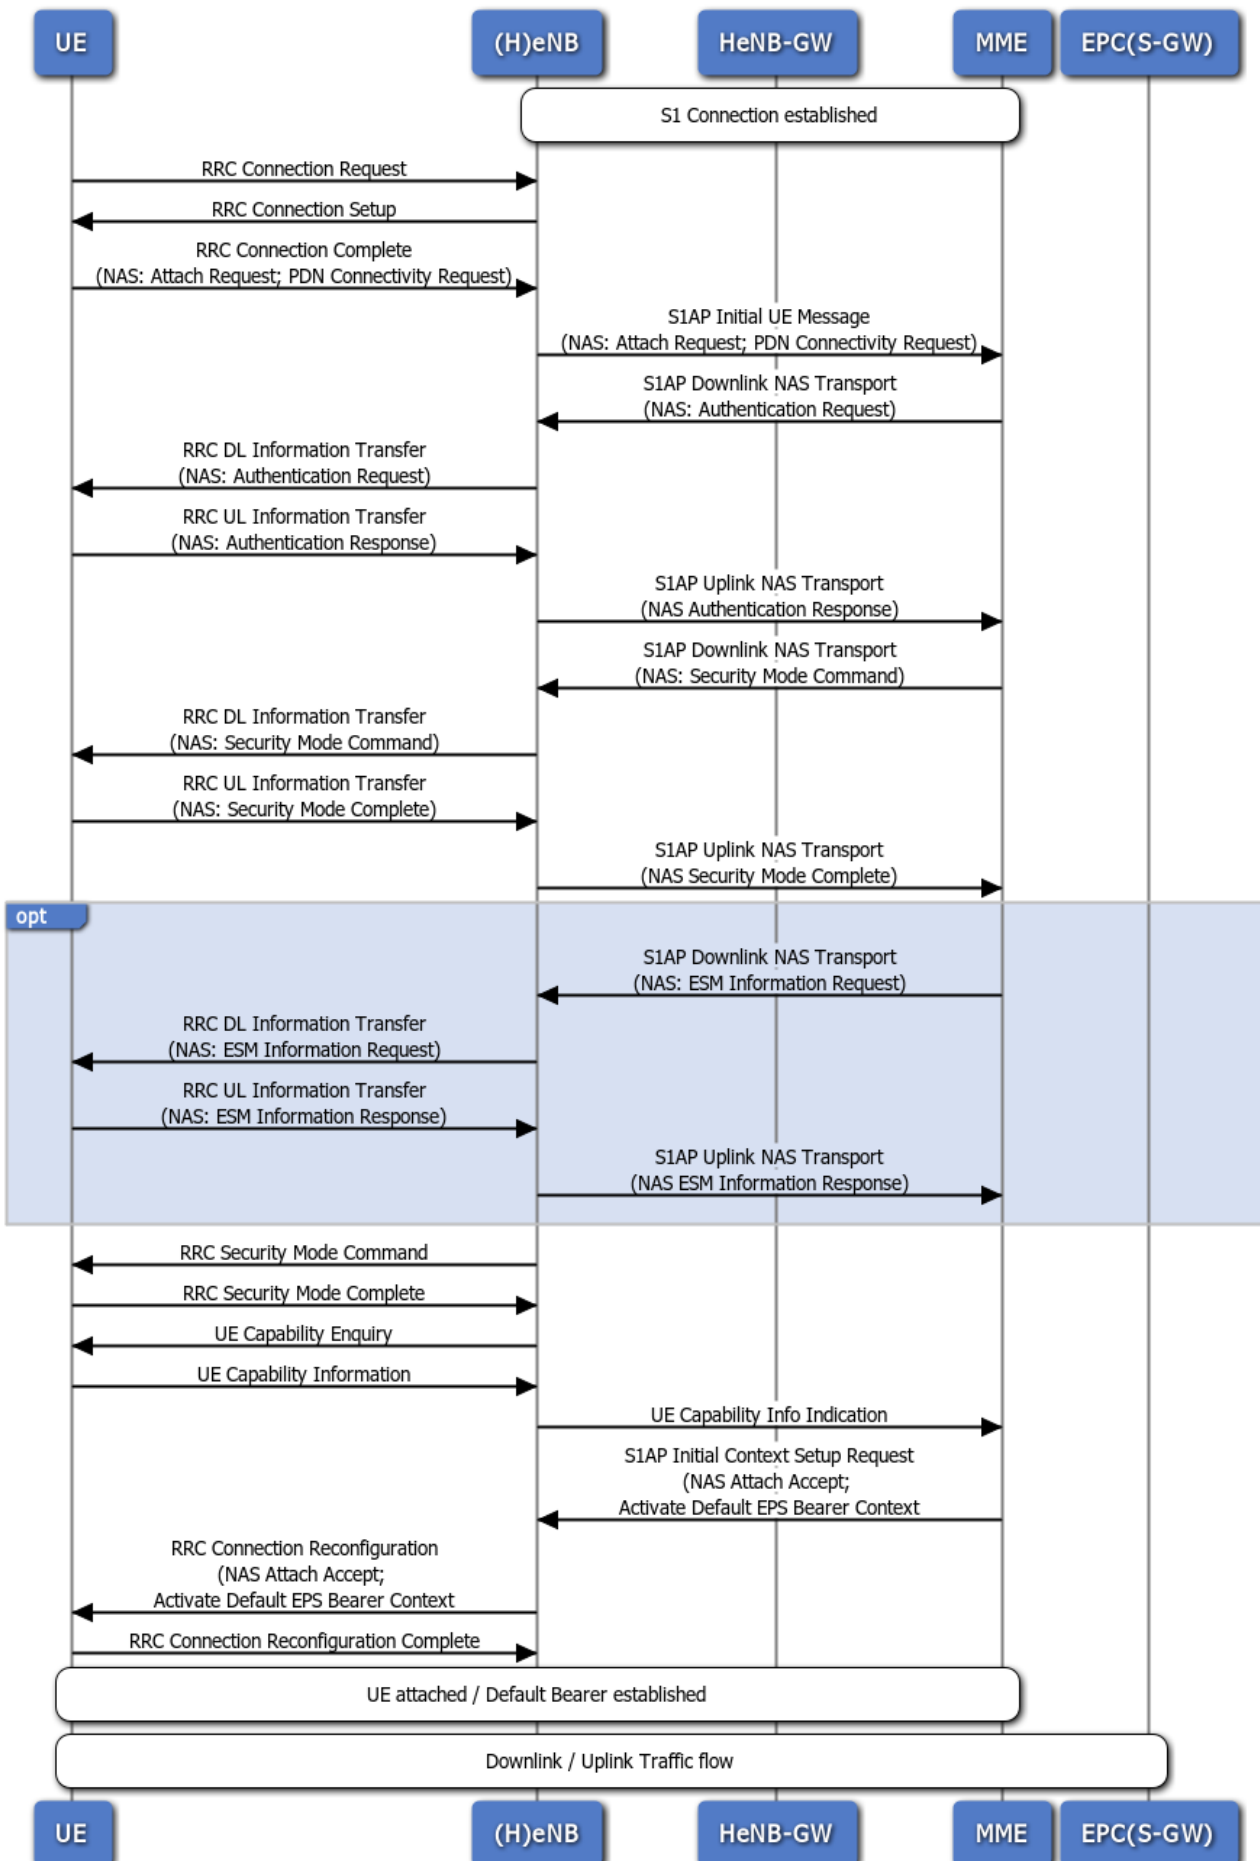 UE
(H)eNB
HeNB-GW
MME
EPC(S-GW)
S1 Connection established
RRC Connection Request
RRC Connection Setup
RRC Connection Complete
(NAS: Attach Request; PDN Connectivity Request)
S1AP Initial UE Message
(NAS: Attach Request; PDN Connectivity Request)
S1AP Downlink NAS Transport
(NAS: Authentication Request)
RRC DL Information Transfer
(NAS: Authentication Request)
RRC UL Information Transfer
(NAS: Authentication Response)
S1AP Uplink NAS Transport
(NAS Authentication Response)
S1AP Downlink NAS Transport
(NAS: Security Mode Command)
RRC DL Information Transfer
(NAS: Security Mode Command)
RRC UL Information Transfer
(NAS: Security Mode Complete)
S1AP Uplink NAS Transport
(NAS Security Mode Complete)
opt
S1AP Downlink NAS Transport
(NAS: ESM Information Request)
RRC DL Information Transfer
(NAS: ESM Information Request)
RRC UL Information Transfer
(NAS: ESM Information Response)
S1AP Uplink NAS Transport
(NAS ESM Information Response)
RRC Security Mode Command
RRC Security Mode Complete
UE Capability Enquiry
UE Capability Information
UE Capability Info Indication
S1AP Initial Context Setup Request
(NAS Attach Accept;
Activate Default EPS Bearer Context
RRC Connection Reconfiguration
(NAS Attach Accept;
Activate Default EPS Bearer Context
RRC Connection Reconfiguration Complete
UE attached / Default Bearer established
Downlink / Uplink Traffic flow
UE
(H)eNB
HeNB-GW
MME
EPC(S-GW)